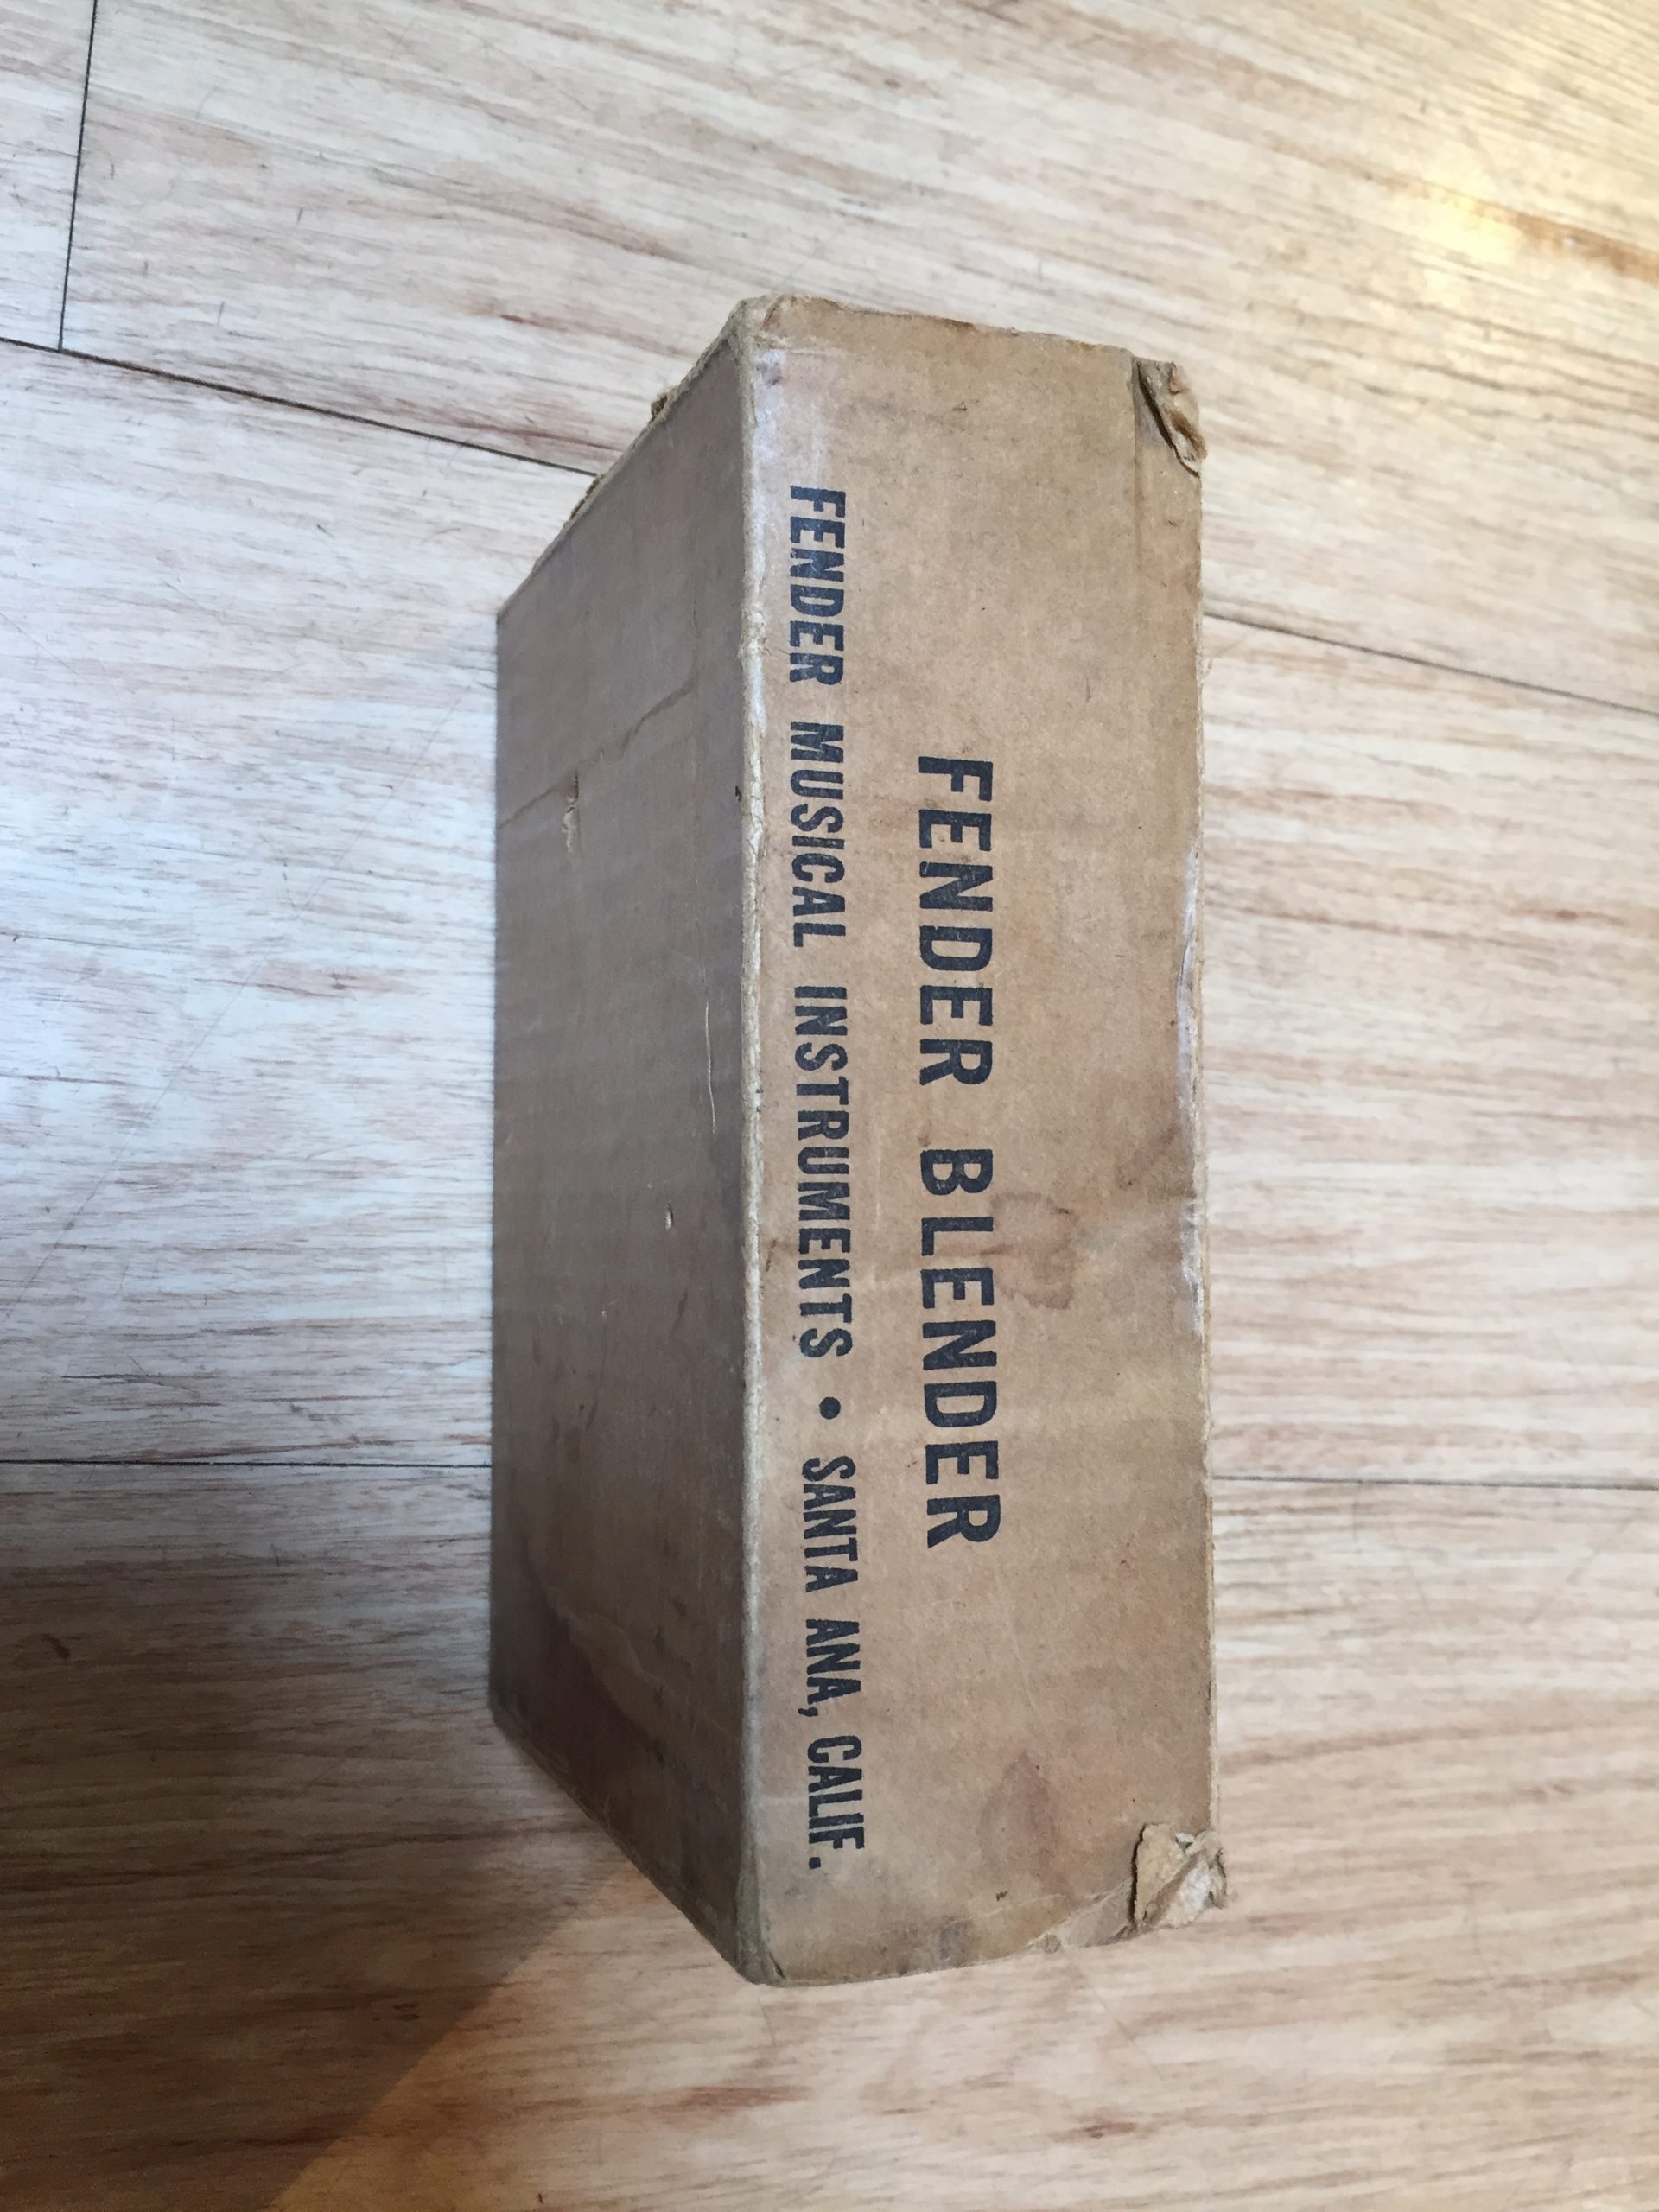 FENDER BLENDER
FENDER MUSICAL INSTRUMENTS • SANTA ANA, CALIF.